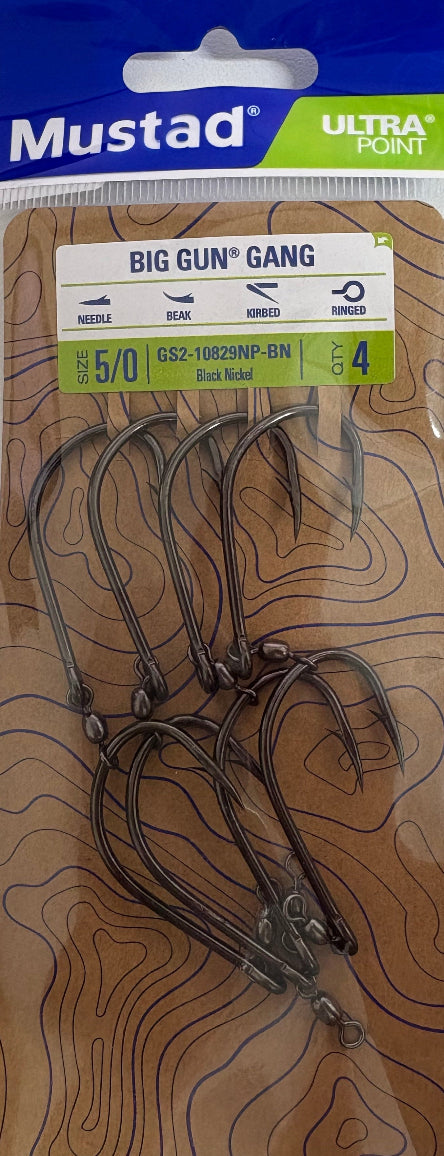 Mustad®
ULTRA®
POINT
BIG GUN® GANG
NEEDLE BEAK KIRBED RINGED
SIZE 5/0 GS2-10829NP-BN QTY 4
Black Nickel